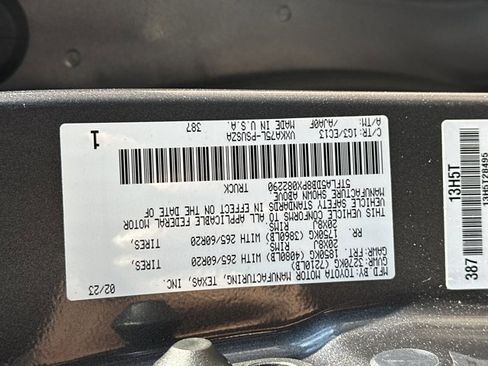 MFD. BY: TOYOTA MOTOR MANUFACTURING, TEXAS, INC. 02/23
GVWR: 3270KG (7210LB)
GAWR: FRT. 1850KG (4080LB) WITH 265/60R20 TIRES,
20X8J RIMS
RR. 1750KG (3860LB) WITH 265/60R20 TIRES,
20X8J RIMS
THIS VEHICLE CONFORMS TO ALL APPLICABLE FEDERAL MOTOR
VEHICLE SAFETY STANDARDS IN EFFECT ON THE DATE OF
MANUFACTURE SHOWN ABOVE.
5TFLA5DB8PX082290 TRUCK
C/TR: 1G3/EC13 VXKA75L-PSUSZA 387
A/TM: /AJA0F MADE IN U.S.A. 1
13H5T
13H5T28495
387